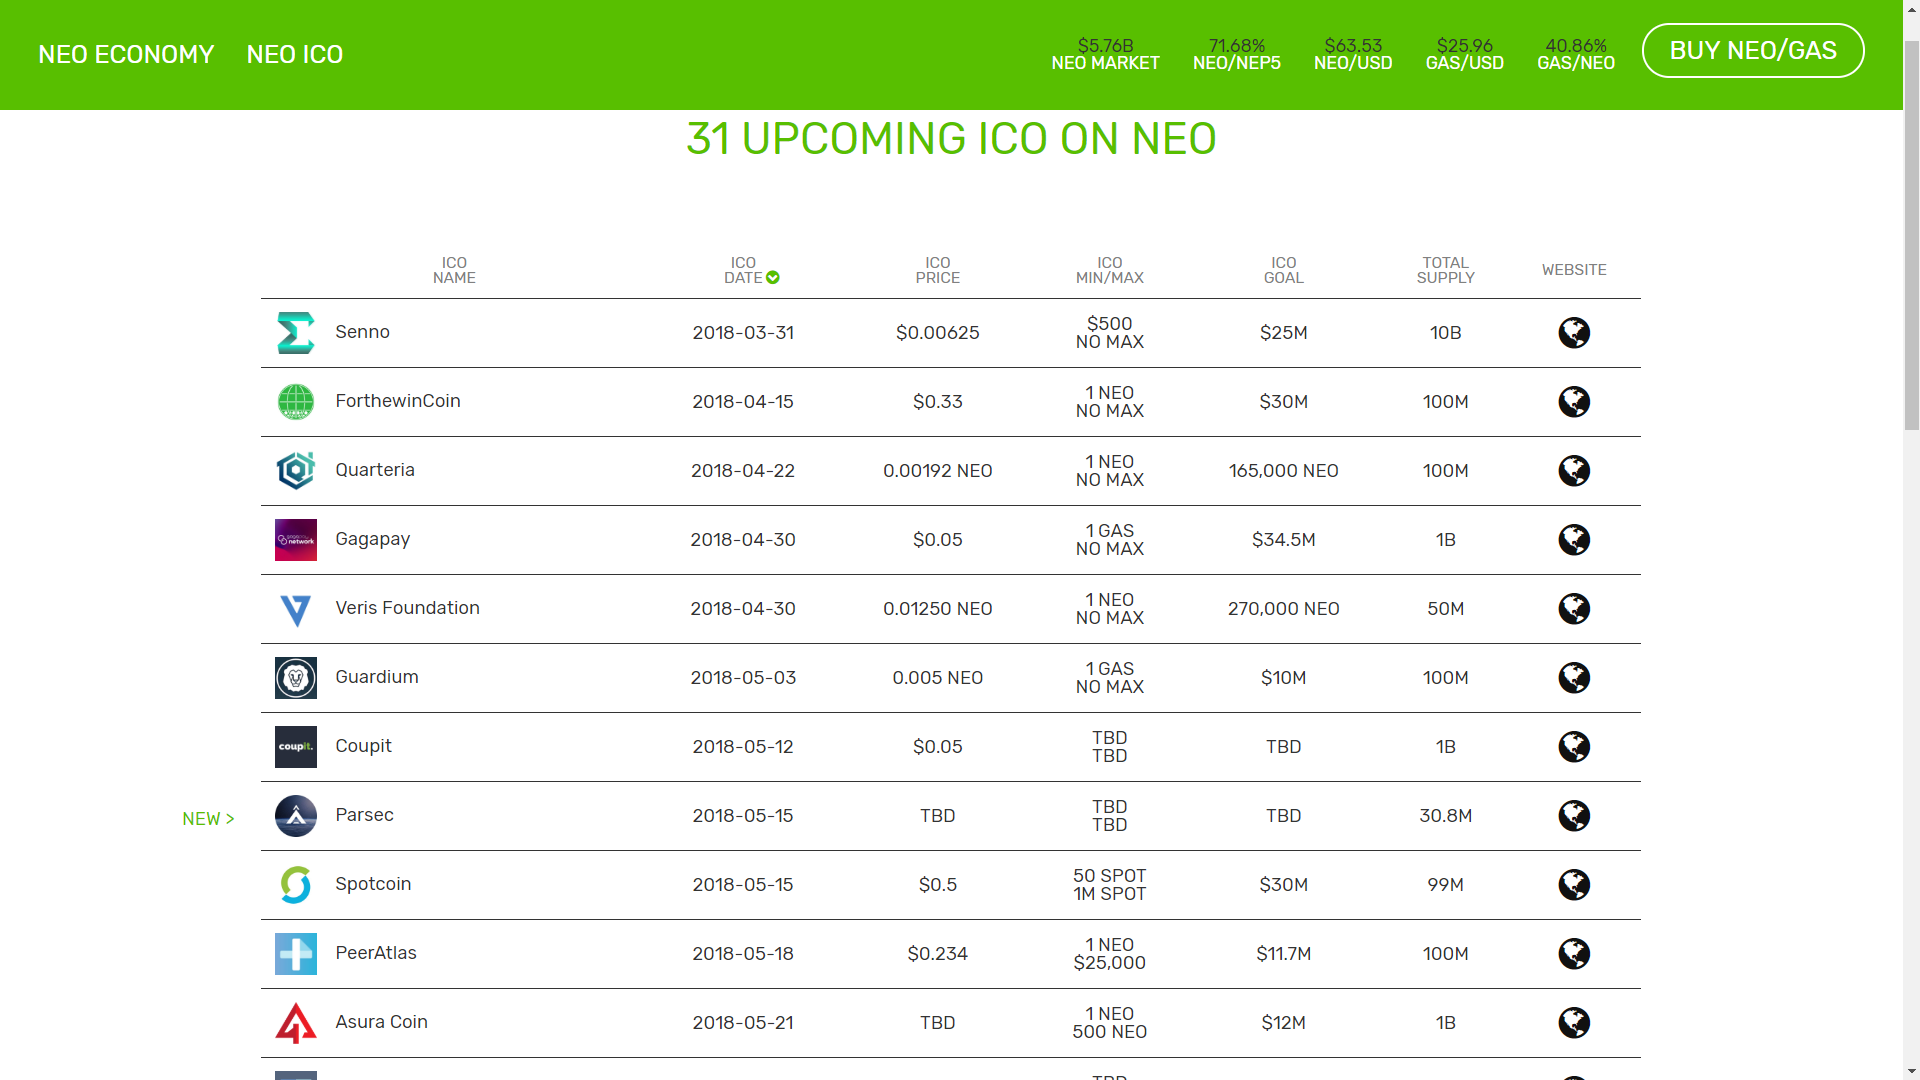 NEO ECONOMY NEO ICO
$5.76B 71.68% $63.53 $25.96 40.86%
NEO MARKET NEO/NEP5 NEO/USD GAS/USD GAS/NEO
BUY NEO/GAS
31 UPCOMING ICO ON NEO
ICO NAME ICO DATE ICO PRICE ICO MIN/MAX ICO GOAL TOTAL SUPPLY WEBSITE
Senno 2018-03-31 $0.00625 $500 NO MAX $25M 10B
ForthewinCoin 2018-04-15 $0.33 1 NEO NO MAX $30M 100M
Quarteria 2018-04-22 0.00192 NEO 1 NEO NO MAX 165,000 NEO 100M
network Gagapay 2018-04-30 $0.05 1 GAS NO MAX $34.5M 1B
Veris Foundation 2018-04-30 0.01250 NEO 1 NEO NO MAX 270,000 NEO 50M
Guardium 2018-05-03 0.005 NEO 1 GAS NO MAX $10M 100M
coupit. Coupit 2018-05-12 $0.05 TBD TBD TBD 1B
NEW > Parsec 2018-05-15 TBD TBD TBD TBD 30.8M
Spotcoin 2018-05-15 $0.5 50 SPOT 1M SPOT $30M 99M
PeerAtlas 2018-05-18 $0.234 1 NEO $25,000 $11.7M 100M
Asura Coin 2018-05-21 TBD 1 NEO 500 NEO $12M 1B